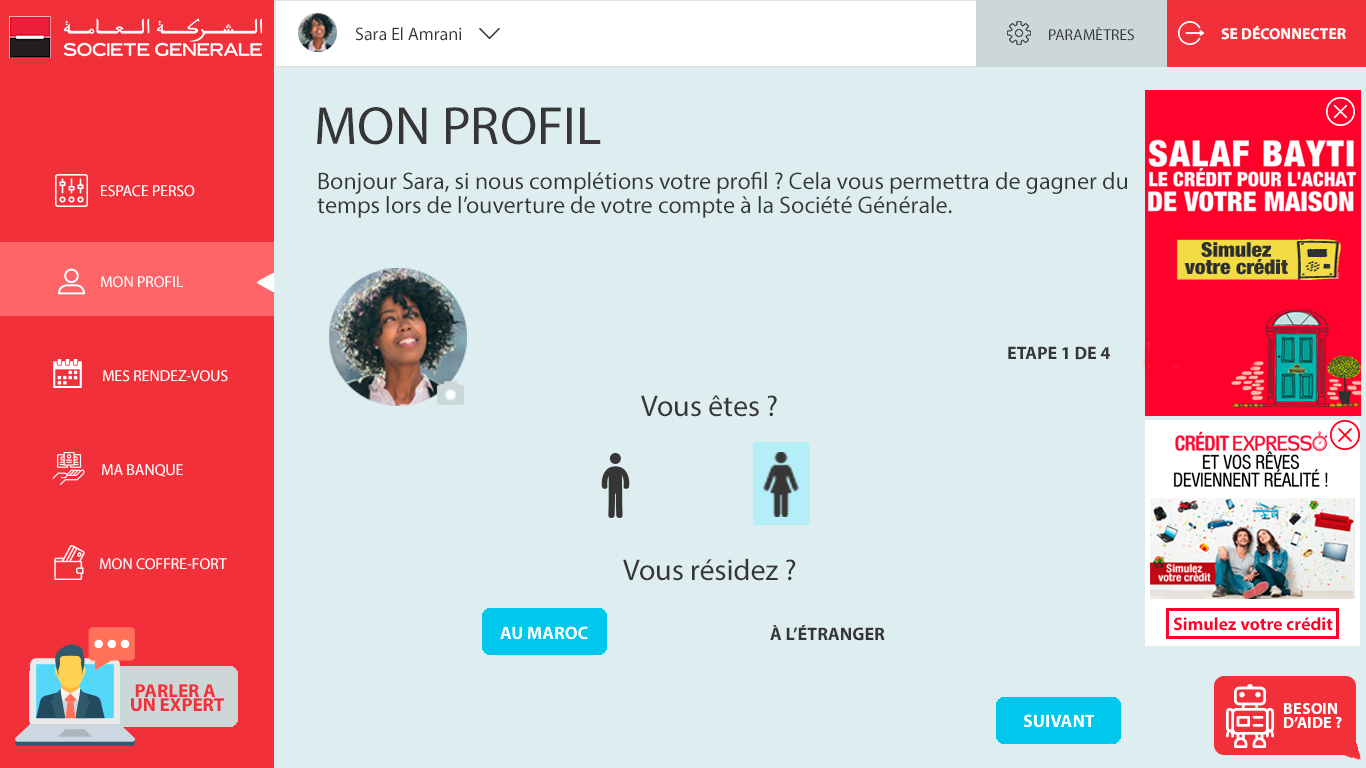 الشركة العامة
SOCIETE GENERALE
Sara El Amrani
PARAMÈTRES
SE DÉCONNECTER
ESPACE PERSO
MON PROFIL
MES RENDEZ-VOUS
MA BANQUE
MON COFFRE-FORT
PARLER A
UN EXPERT
MON PROFIL
Bonjour Sara, si nous complétions votre profil ? Cela vous permettra de gagner du
temps lors de l’ouverture de votre compte à la Société Générale.
ETAPE 1 DE 4
Vous êtes ?
Vous résidez ?
AU MAROC
À L’ÉTRANGER
SUIVANT
SALAF BAYTI
LE CRÉDIT POUR L'ACHAT
DE VOTRE MAISON
Simulez
votre crédit
CRÉDIT EXPRESSO
ET VOS RÊVES
DEVIENNENT RÉALITÉ !
Simulez
votre crédit
Simulez votre crédit
BESOIN
D’AIDE ?